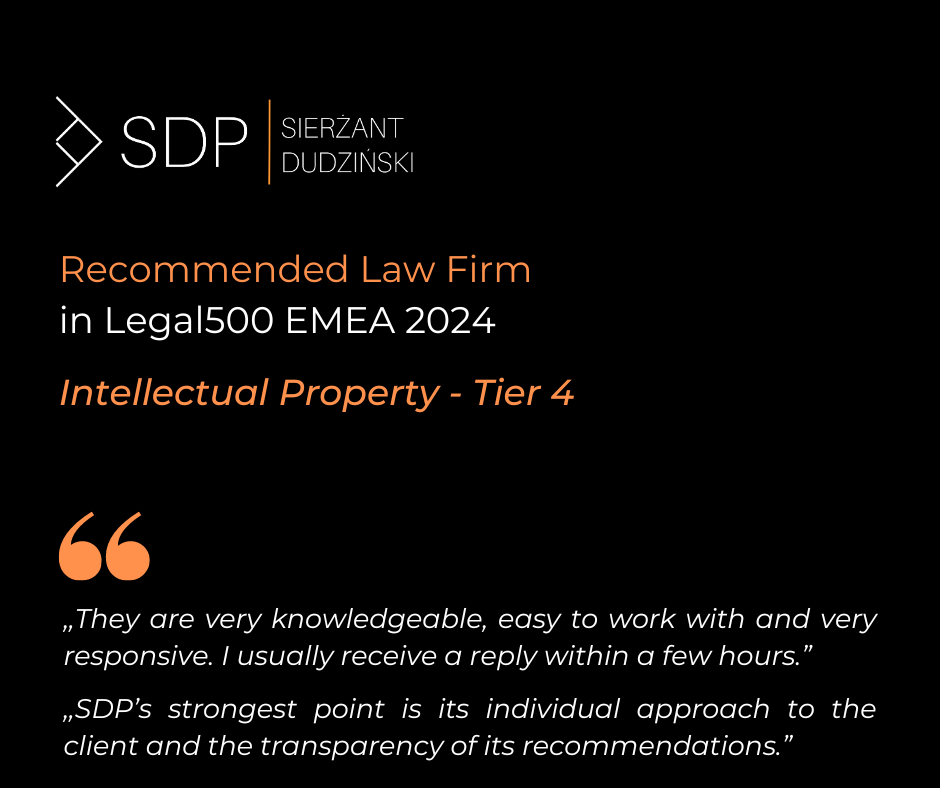 SDP
SIERŻANT
DUDZIŃSKI
Recommended Law Firm
in Legal500 EMEA 2024
Intellectual Property - Tier 4
“
„They are very knowledgeable, easy to work with and very
responsive. I usually receive a reply within a few hours.”
„SDP’s strongest point is its individual approach to the
client and the transparency of its recommendations.”